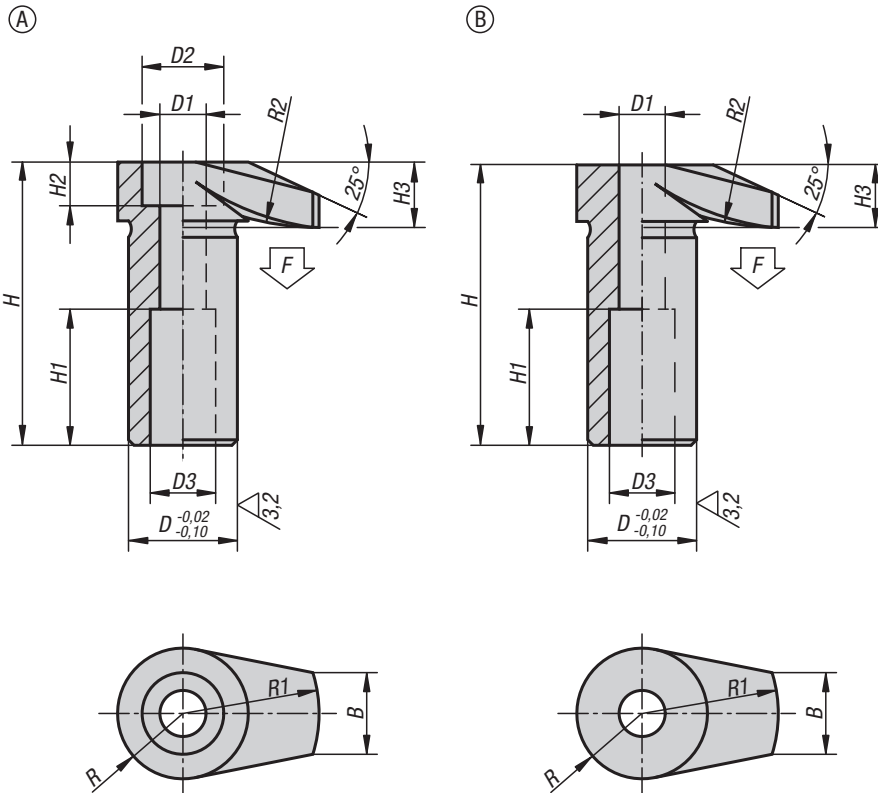 A
B
D2
D1
R2
25°
H2
H3
H
F
H1
D3
D -0,02 -0,10
3,2
D1
R2
25°
H3
H
F
H1
D3
D -0,02 -0,10
3,2
R1
B
R
R1
B
R